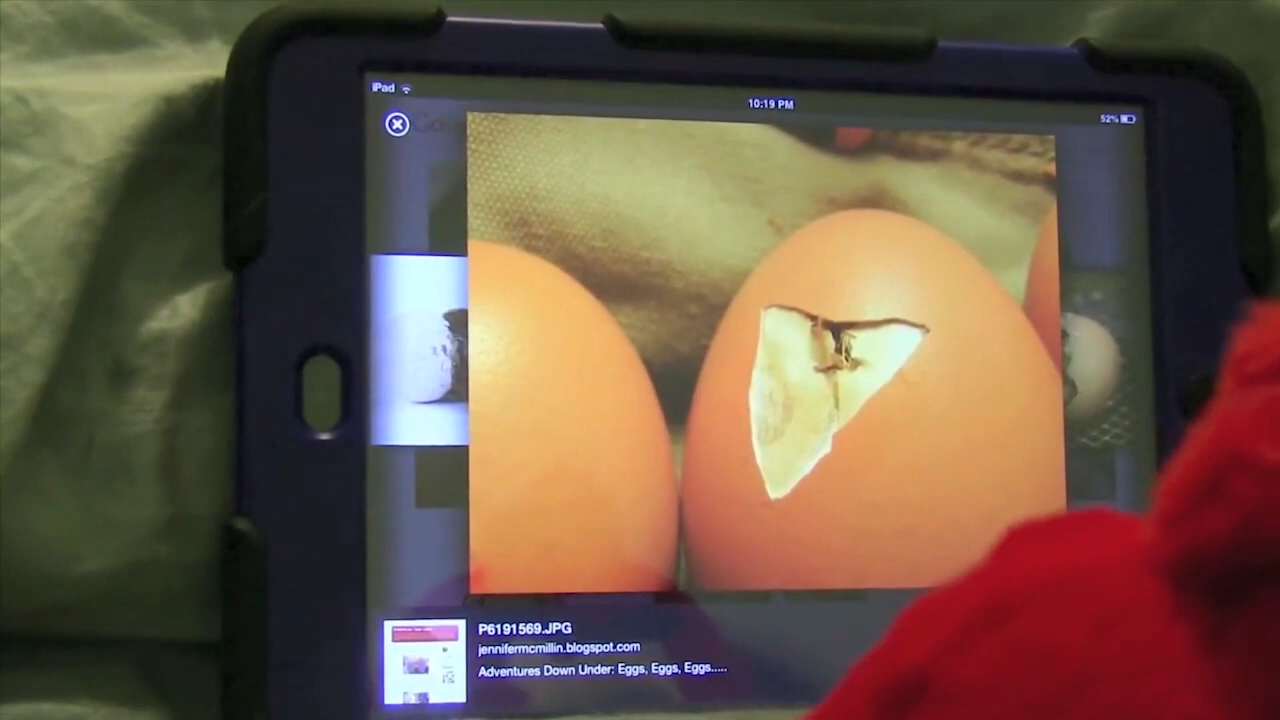 iPad
10:19 PM
52%
P6191569.JPG
jennifermcmillin.blogspot.com
Adventures Down Under: Eggs, Eggs, Eggs.....